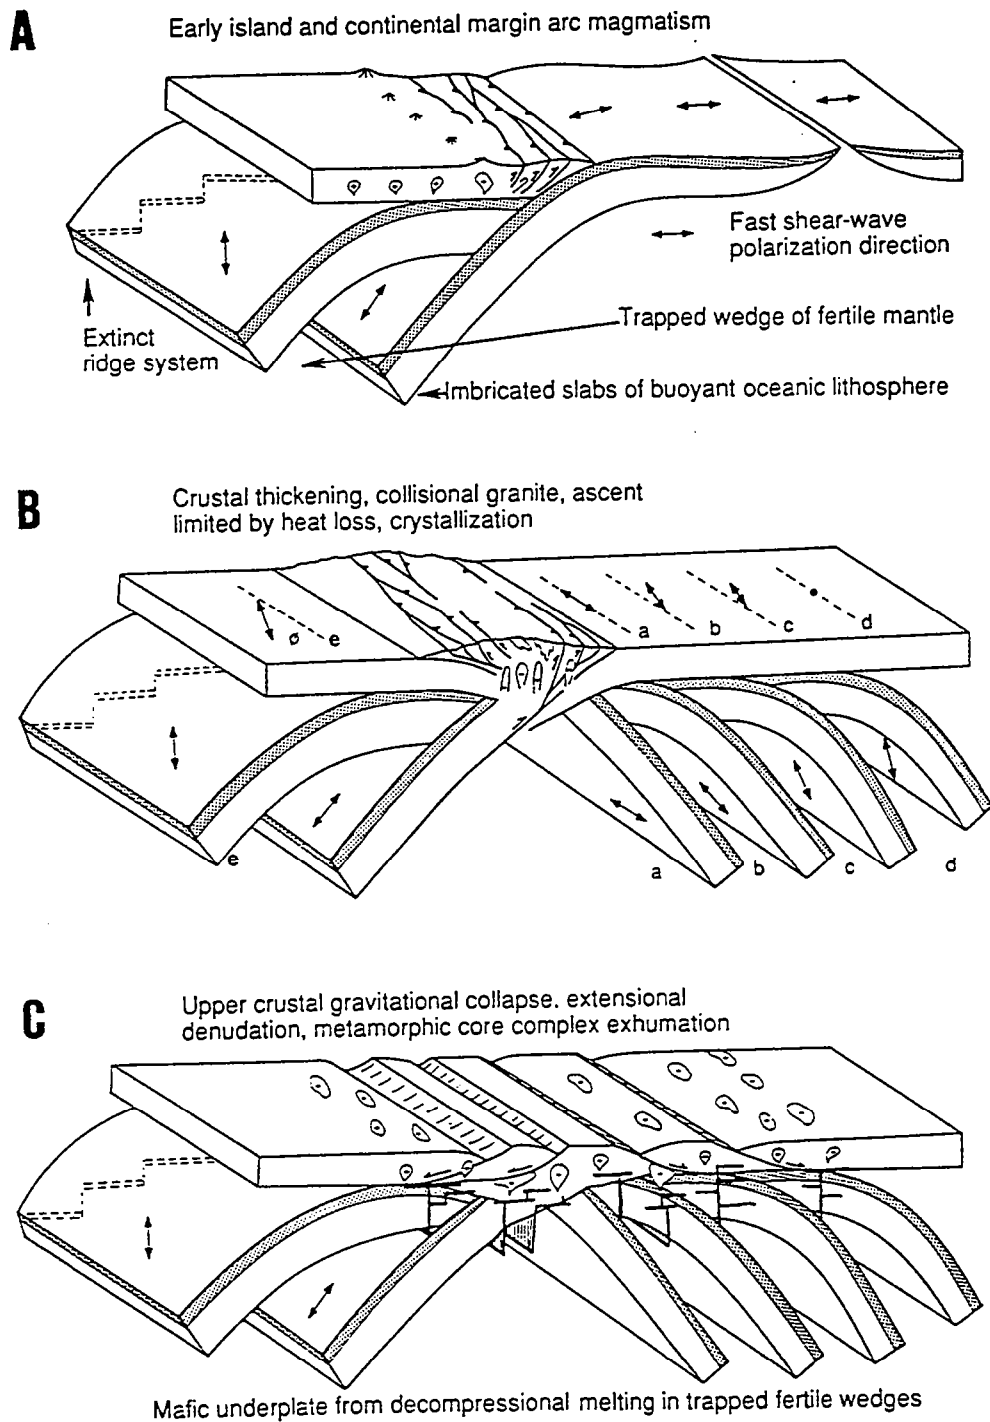 A
Early island and continental margin arc magmatism
Fast shear-wave
polarization direction
Extinct
ridge system
Trapped wedge of fertile mantle
Imbricated slabs of buoyant oceanic lithosphere
B
Crustal thickening, collisional granite, ascent
limited by heat loss, crystallization
ø e a b c d
e a b c d
C
Upper crustal gravitational collapse. extensional
denudation, metamorphic core complex exhumation
Mafic underplate from decompressional melting in trapped fertile wedges